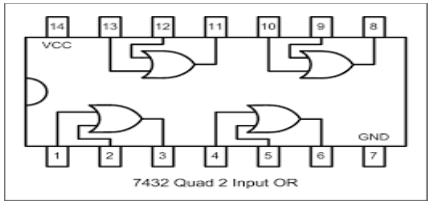 14 13 12 11 10 9 8
VCC
GND
1 2 3 4 5 6 7
7432 Quad 2 Input OR